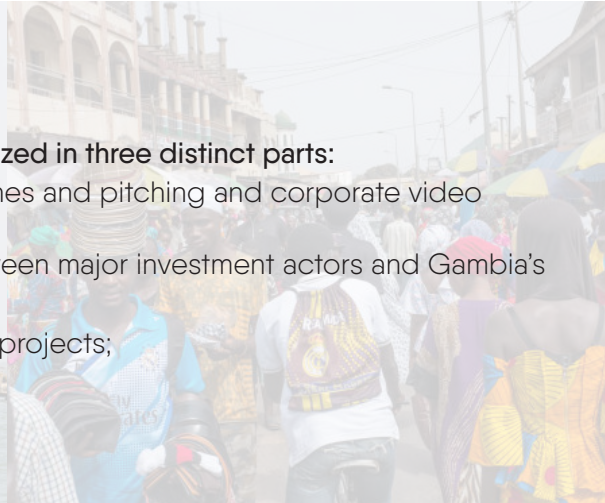 zed in three distinct parts:
nes and pitching and corporate video
een major investment actors and Gambia’s
projects;